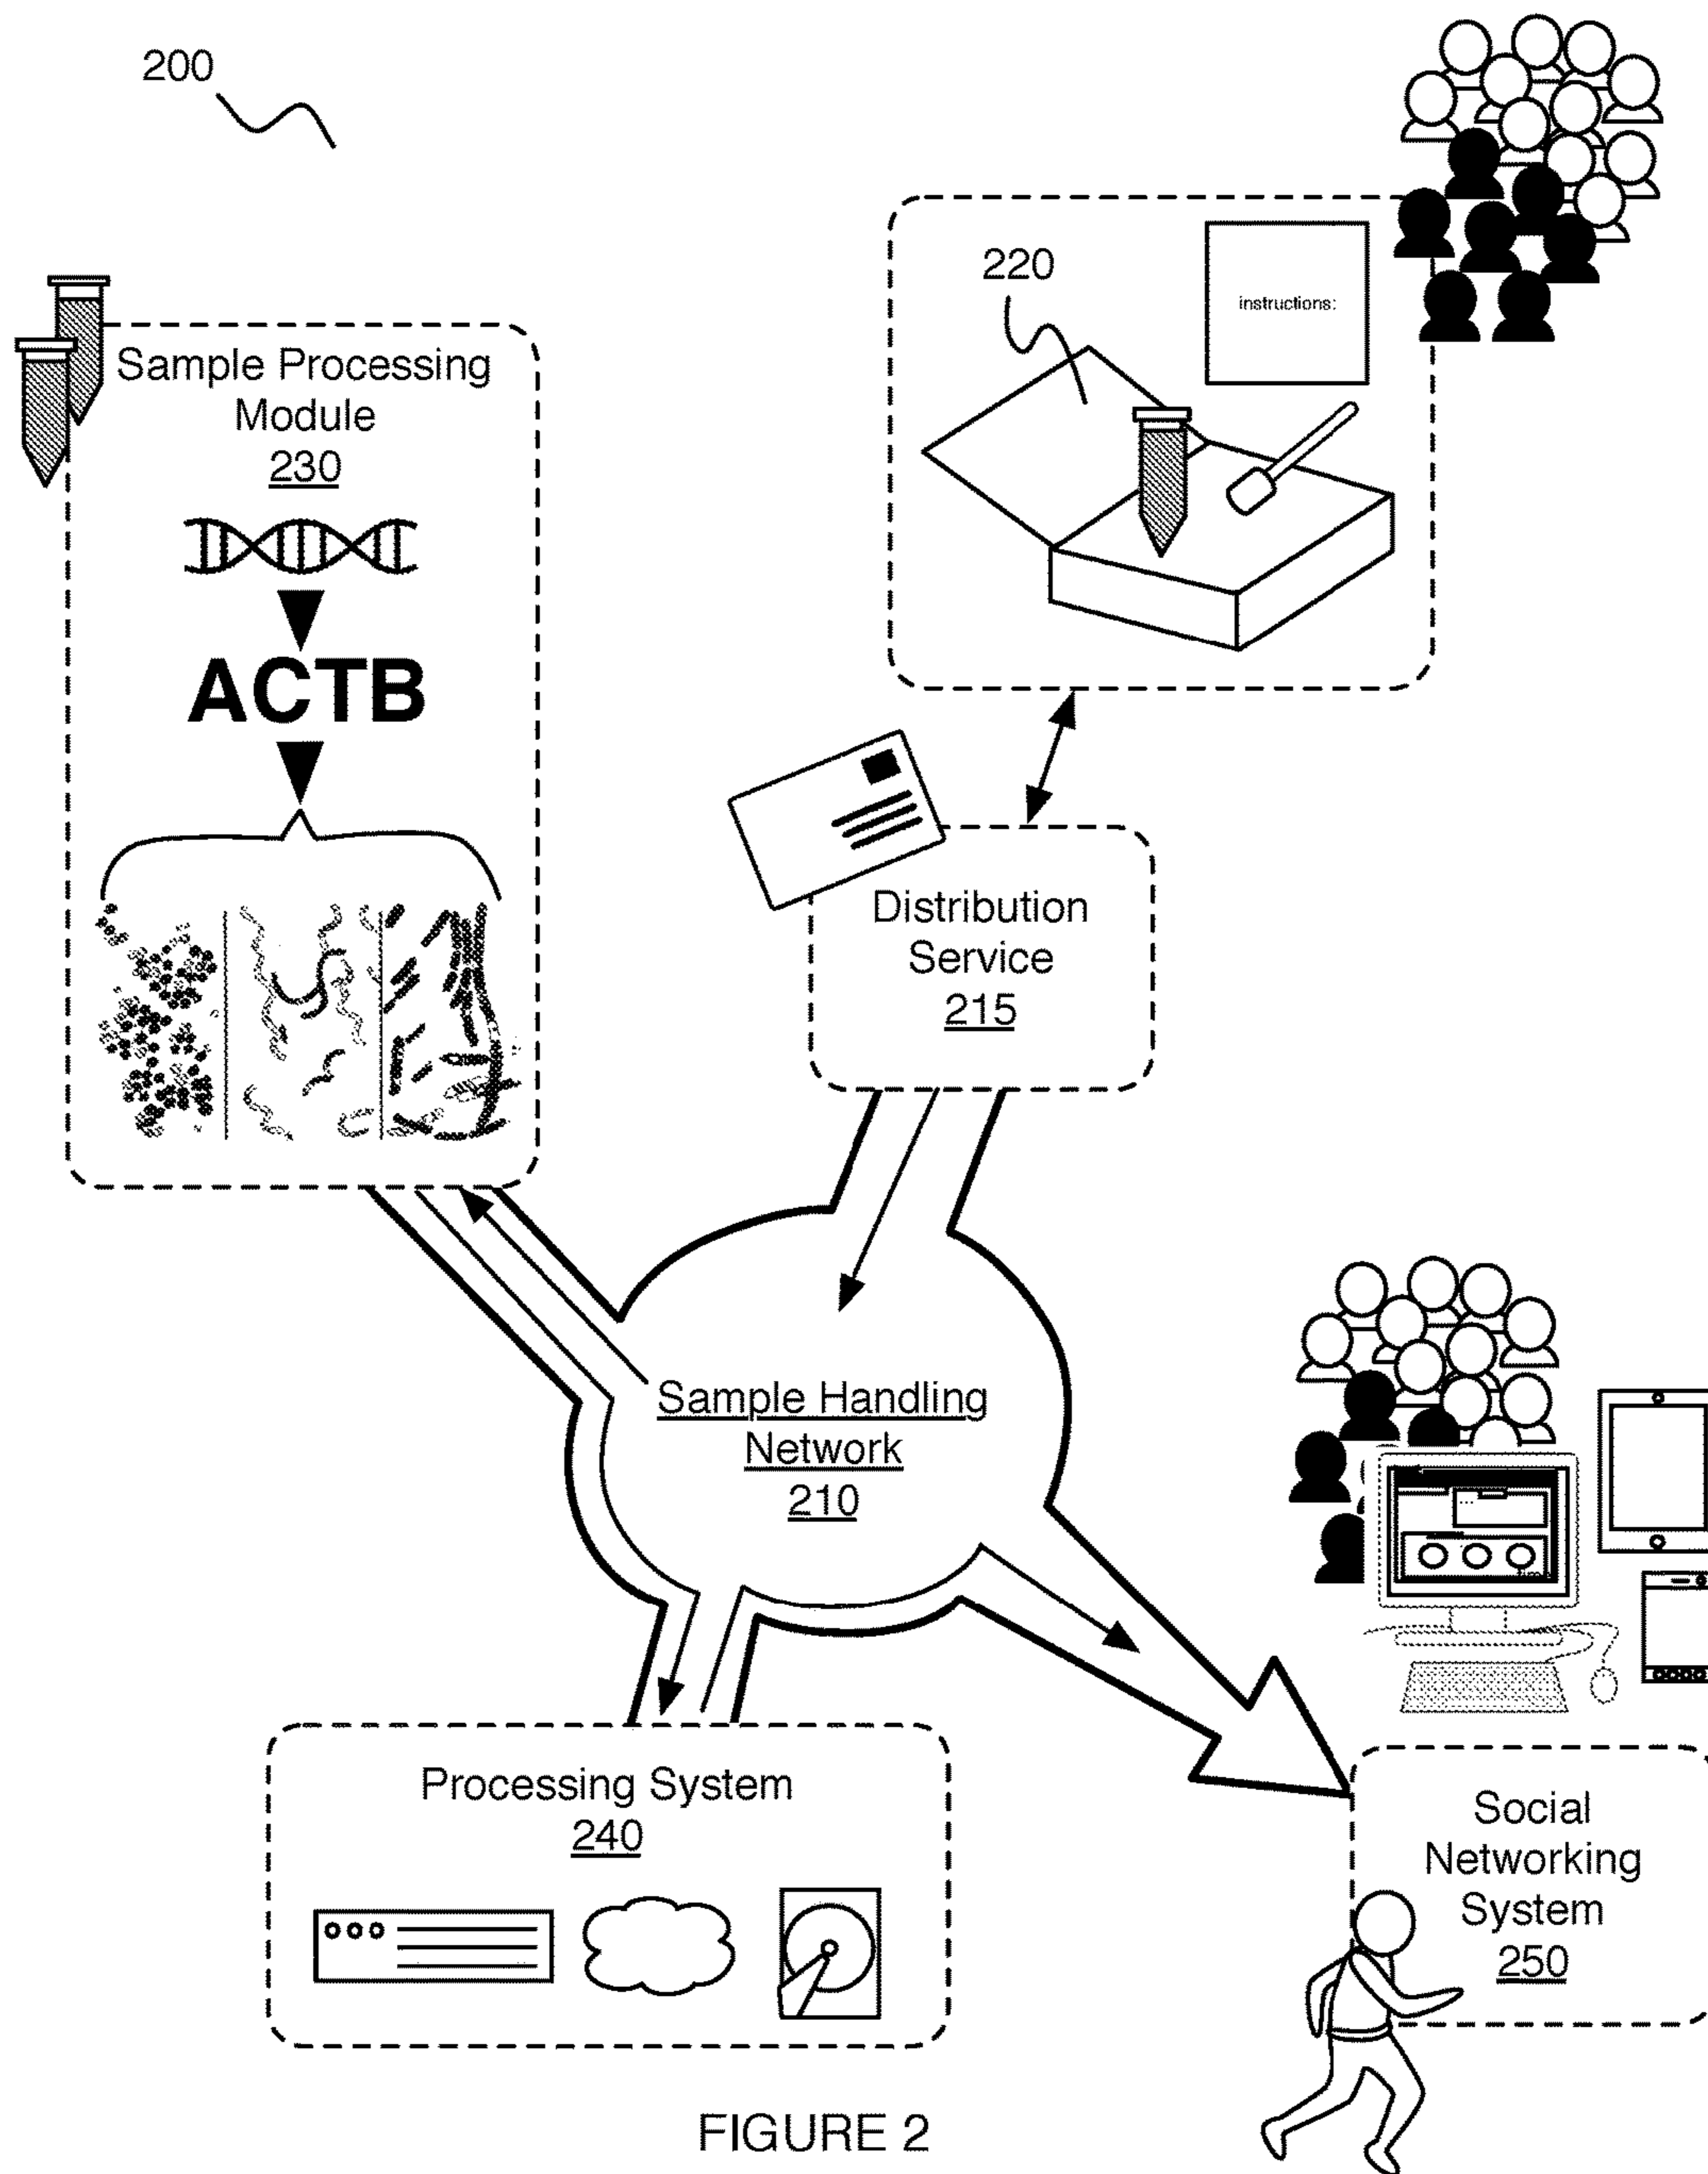 200
220
instructions:
Sample Processing
Module
230
ACTB
Distribution
Service
215
Sample Handling
Network
210
...
time
Processing System
240
Social
Networking
System
250
FIGURE 2